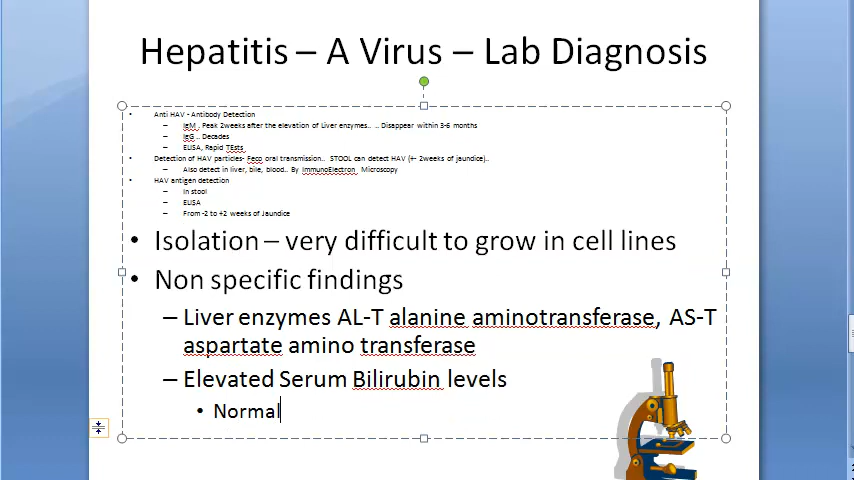 Hepatitis – A Virus – Lab Diagnosis
• Anti HAV - Antibody Detection
– IgM . Peak 2weeks after the elevation of Liver enzymes.. .. Disappear within 3-6 months
– IgG .. Decades
– ELISA, Rapid TEsts
• Detection of HAV particles- Feco oral transmission.. STOOL can detect HAV (+- 2weeks of jaundice)..
– Also detect in liver, bile, blood.. By ImmunoElectron Microscopy
• HAV antigen detection
– In stool
– ELISA
– From -2 to +2 weeks of Jaundice
• Isolation – very difficult to grow in cell lines
• Non specific findings
– Liver enzymes AL-T alanine aminotransferase, AS-T
aspartate amino transferase
– Elevated Serum Bilirubin levels
• Normal